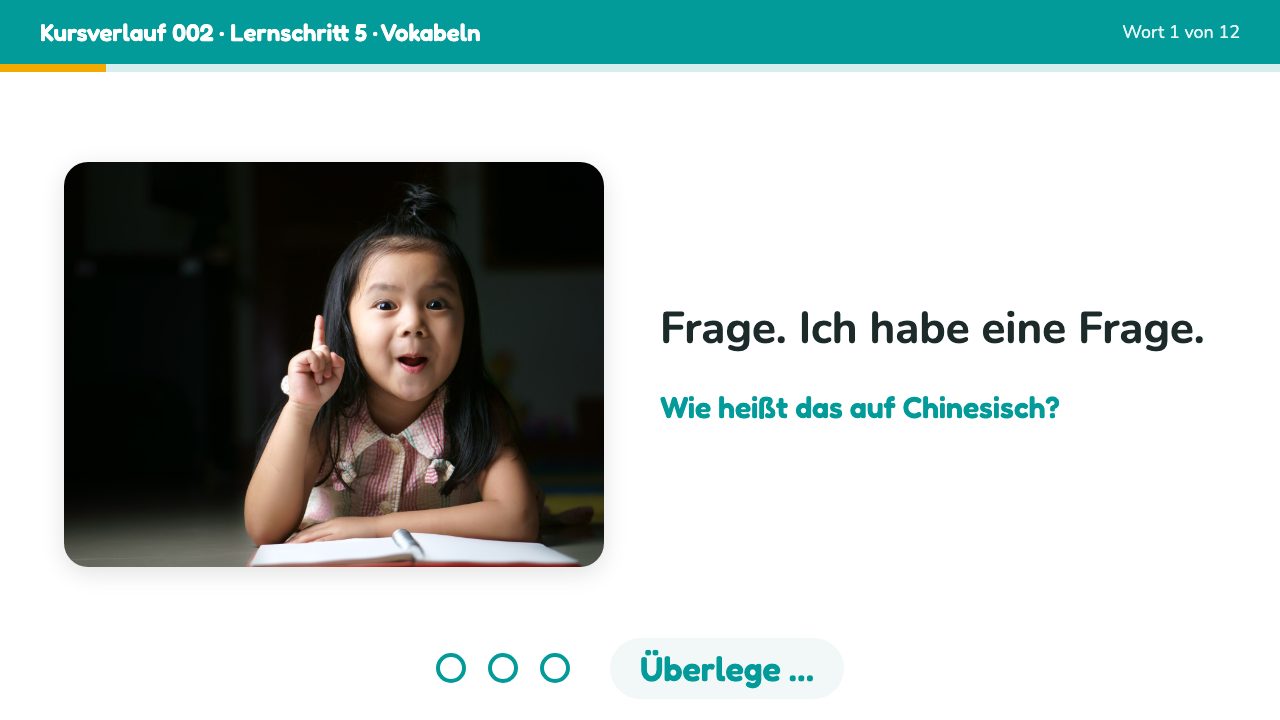 Kursverlauf 002 · Lernschritt 5 · Vokabeln
Wort 1 von 12
Frage. Ich habe eine Frage.
Wie heißt das auf Chinesisch?
Überlege ...